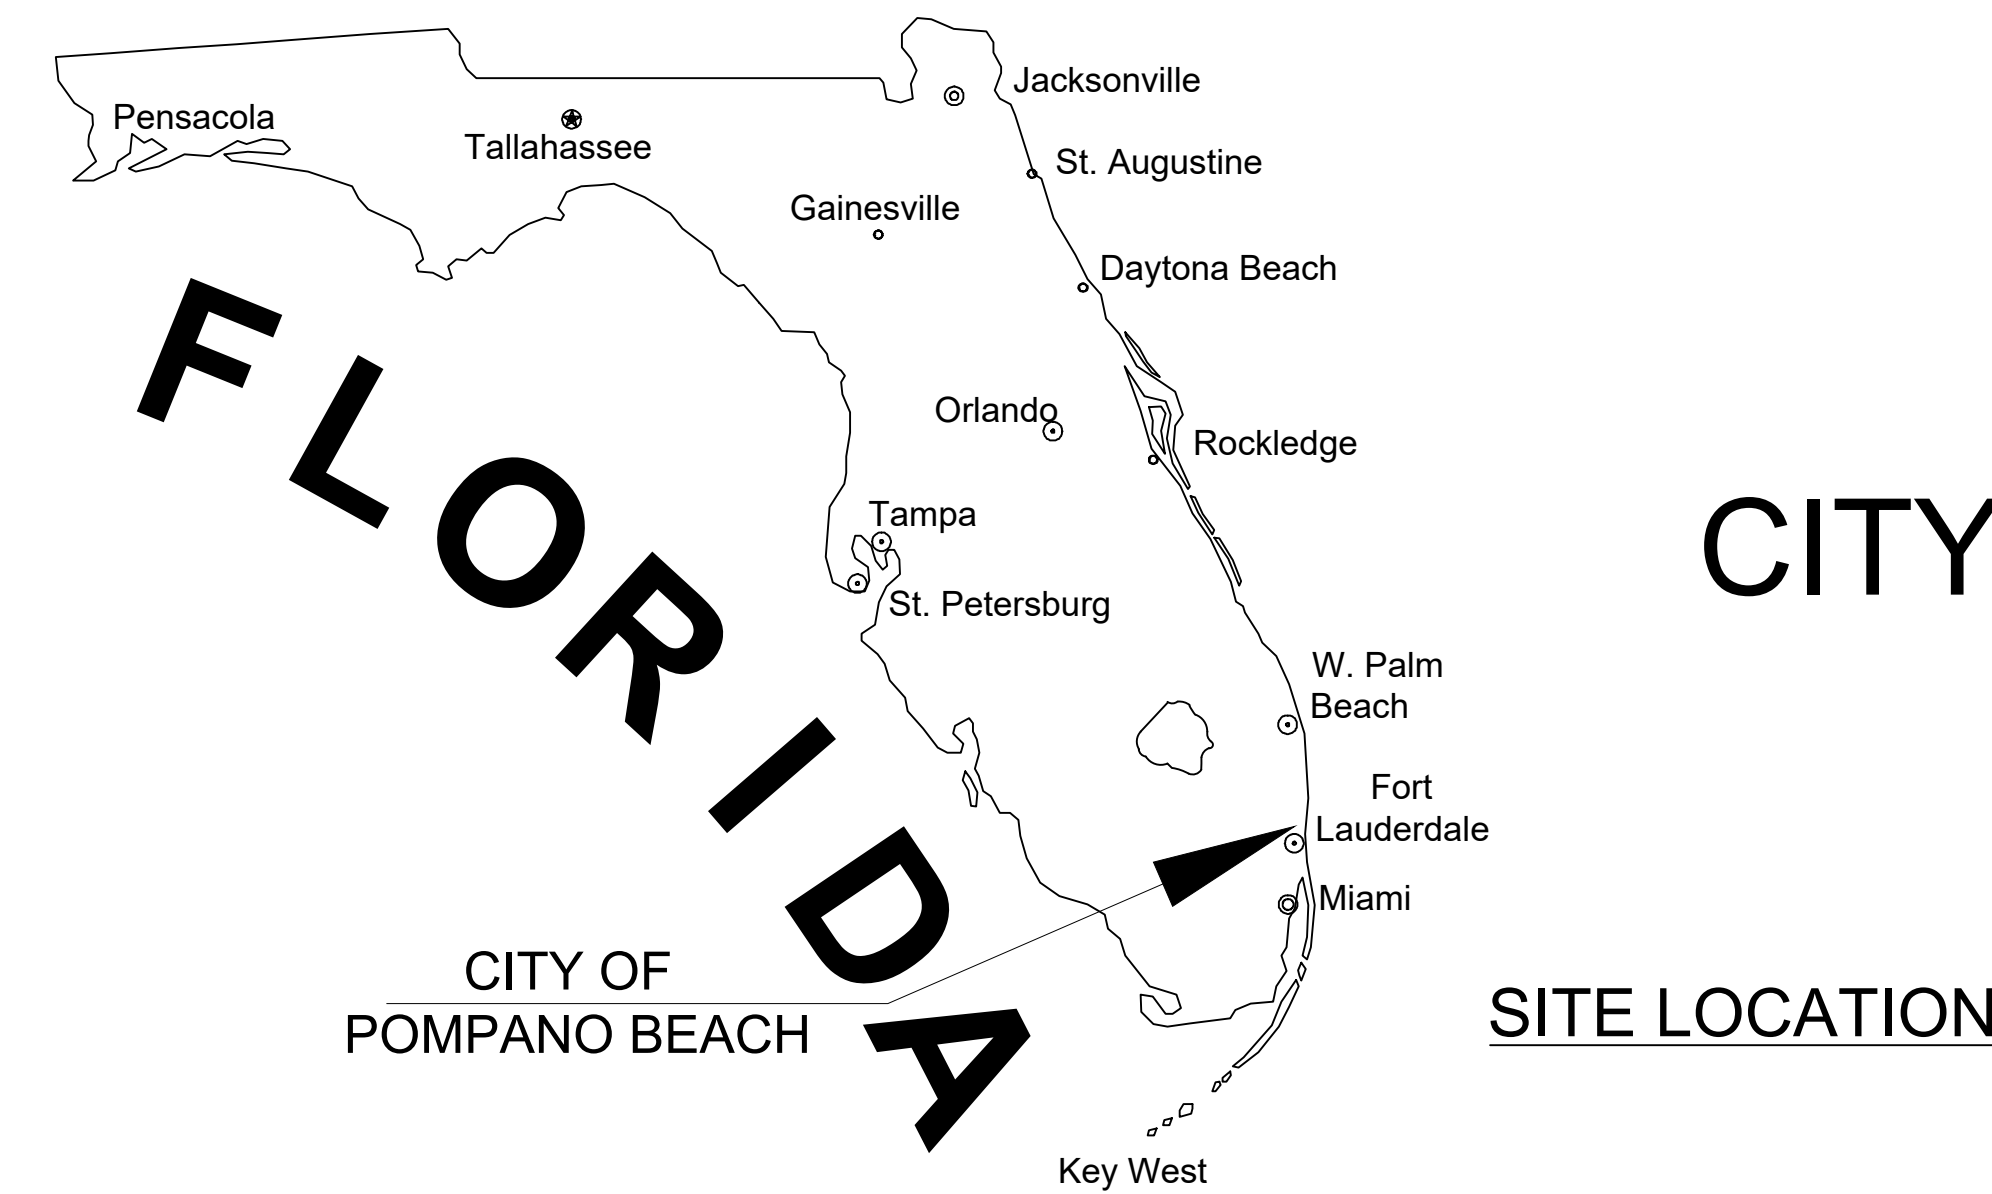 Jacksonville
Pensacola
Tallahassee
St. Augustine
Gainesville
Daytona Beach
FLORIDA
Orlando
Rockledge
Tampa
CITY
St. Petersburg
W. Palm
Beach
Fort
Lauderdale
Miami
CITY OF
POMPANO BEACH
SITE LOCATION
Key West